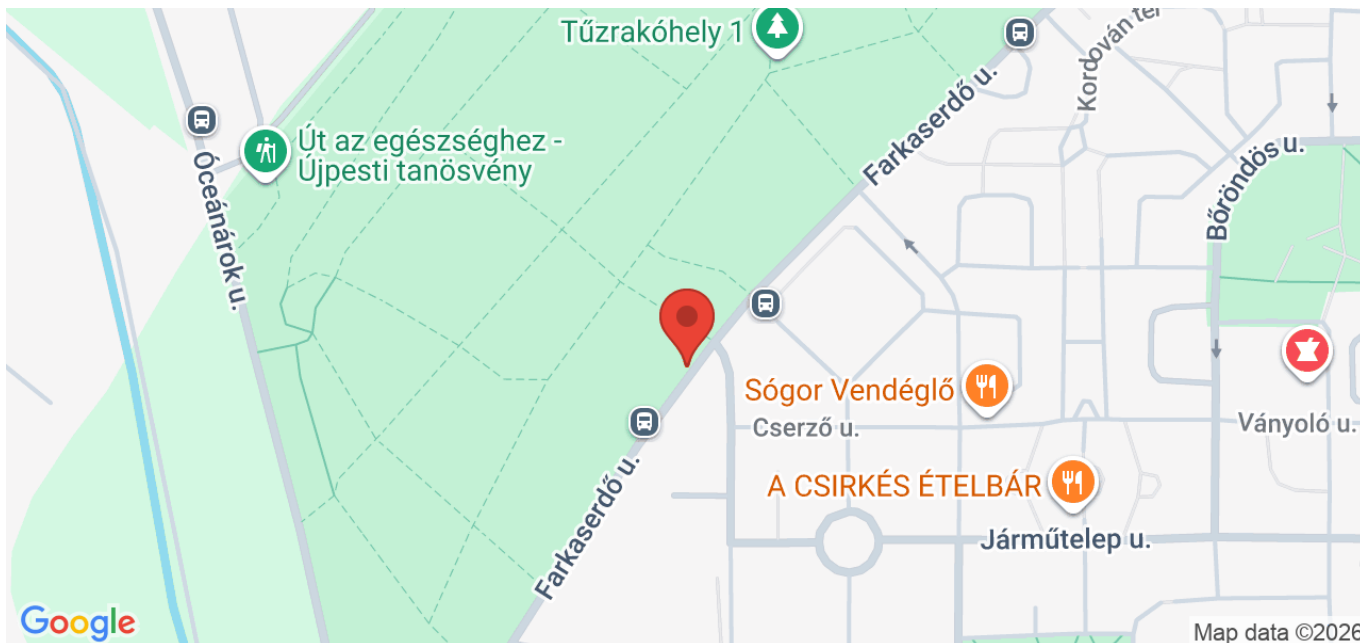 Tűzrakóhely 1
Kordován tér
Farkaserdő u.
Út az egészséghez -
Újpesti tanösvény
Óceánárok u.
Bőröndös u.
Sógor Vendéglő
Cserző u.
Ványoló u.
Farkaserdő u.
A CSIRKÉS ÉTELBÁR
Járműtelep u.
Google
Map data ©2026